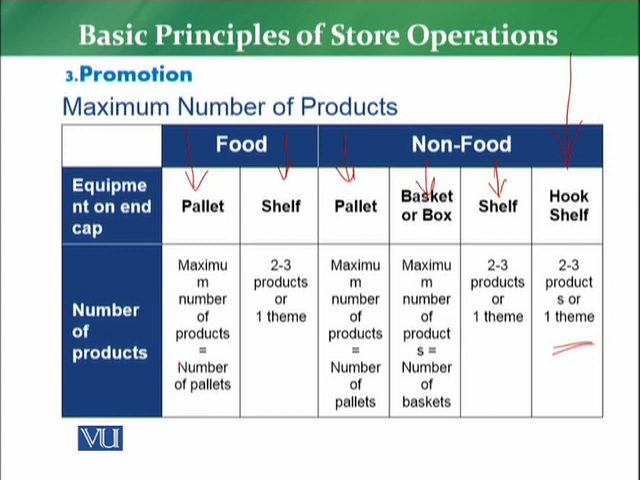 Basic Principles of Store Operations
3.Promotion
Maximum Number of Products
Food
Non-Food
Equipme
nt on end
cap
Pallet
Shelf
Pallet
Basket
or Box
Shelf
Hook
Shelf
Number
of
products
Maximu
m
number
of
products
=
Number
of pallets
2-3
products
or
1 theme
Maximu
m
number
of
products
=
Number
of
pallets
Maximu
m
number
of
product
s =
Number
of
baskets
2-3
products
or
1 theme
2-3
product
s or
1 theme
VU